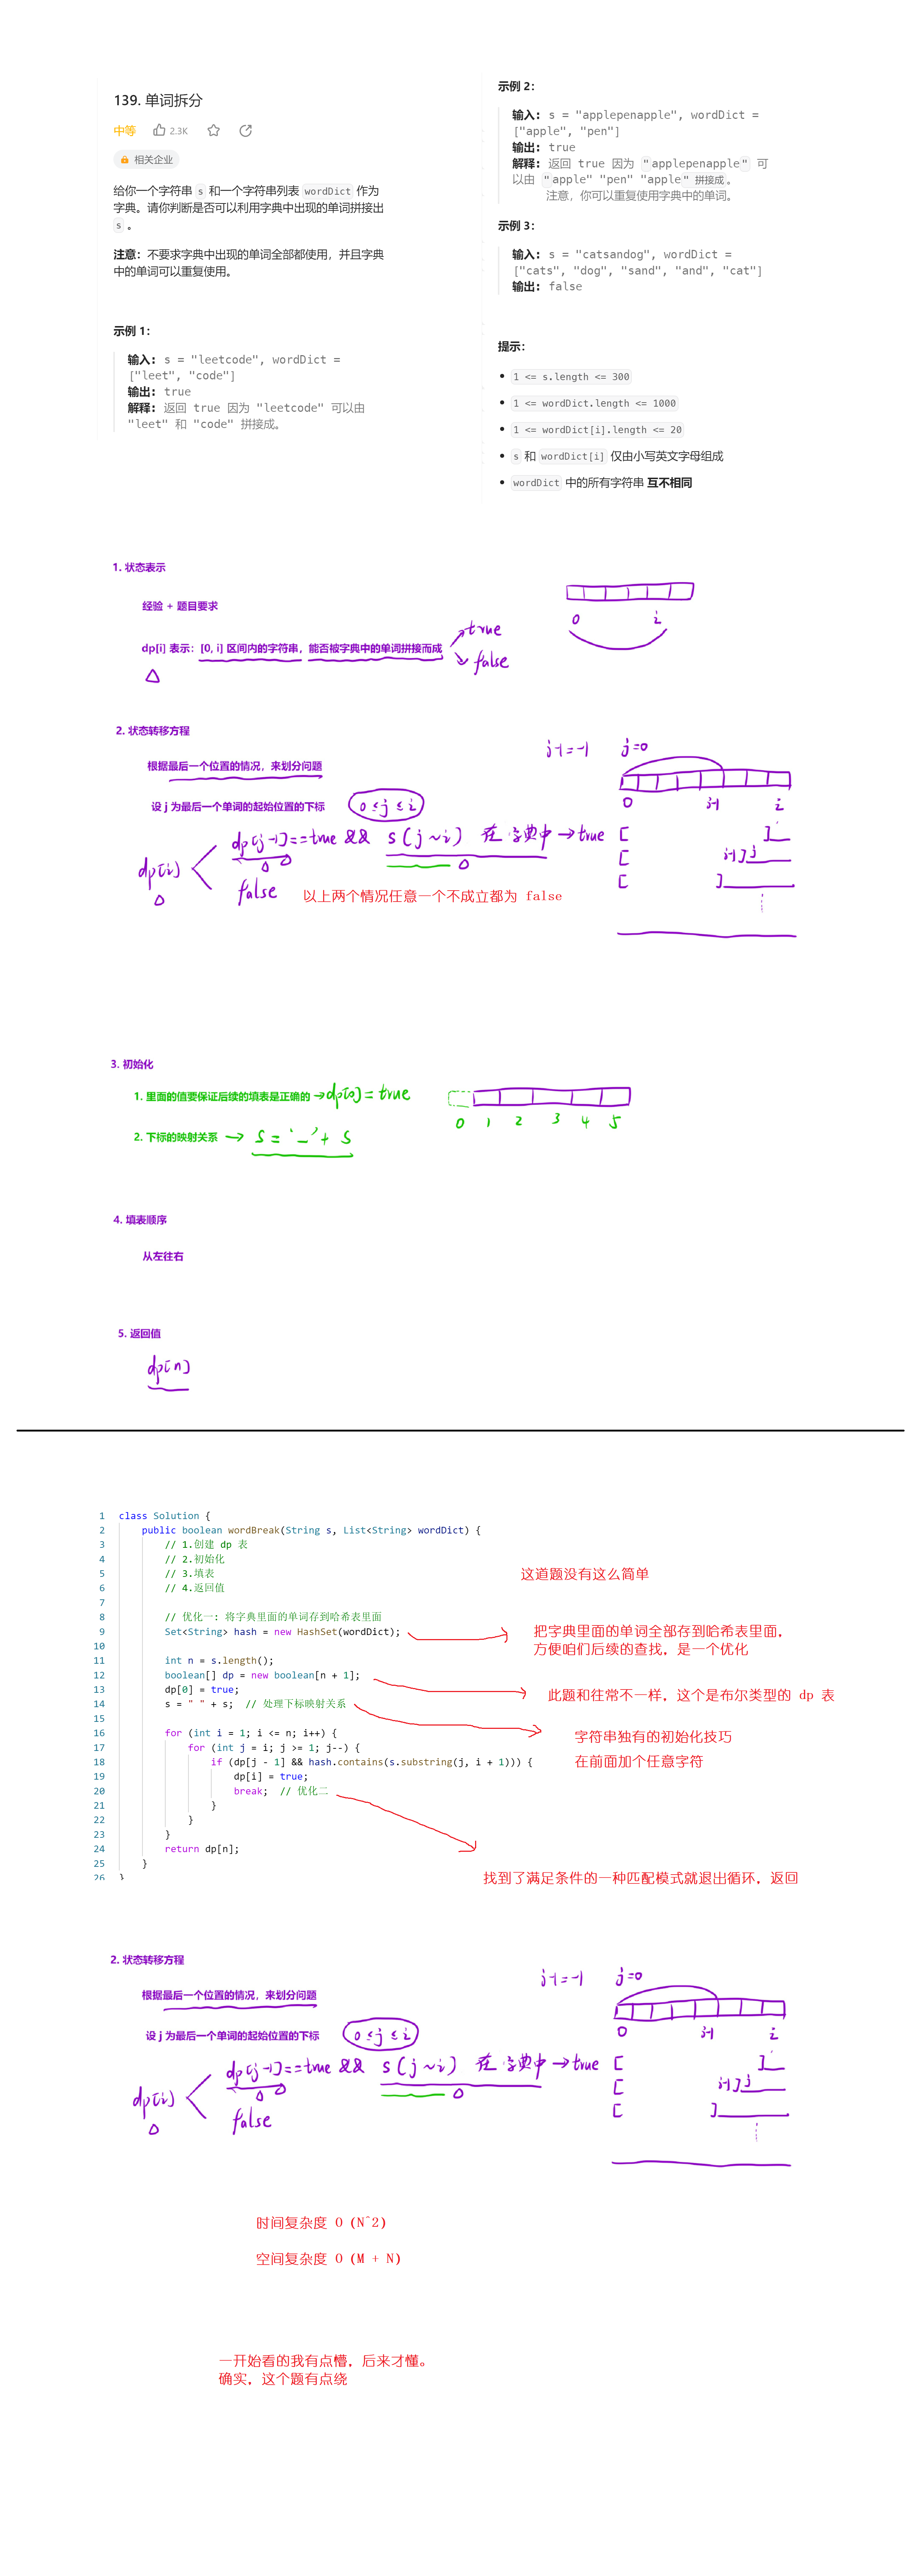 139. 单词拆分
中等 2.3K
相关企业
给你一个字符串 s 和一个字符串列表 wordDict 作为
字典。请你判断是否可以利用字典中出现的单词拼接出
s 。
注意：不要求字典中出现的单词全部都使用，并且字典
中的单词可以重复使用。
示例 1：
输入: s = "leetcode", wordDict =
["leet", "code"]
输出: true
解释: 返回 true 因为 "leetcode" 可以由
"leet" 和 "code" 拼接成。
示例 2：
输入: s = "applepenapple", wordDict =
["apple", "pen"]
输出: true
解释: 返回 true 因为 "applepenapple" 可
以由 "apple" "pen" "apple" 拼接成。
注意，你可以重复使用字典中的单词。
示例 3：
输入: s = "catsandog", wordDict =
["cats", "dog", "sand", "and", "cat"]
输出: false
提示：
• 1 <= s.length <= 300
• 1 <= wordDict.length <= 1000
• 1 <= wordDict[i].length <= 20
• s 和 wordDict[i] 仅由小写英文字母组成
• wordDict 中的所有字符串 互不相同
1. 状态表示
经验 + 题目要求
dp[i] 表示：[0, i] 区间内的字符串，能否被字典中的单词拼接而成
true
false
0 i
2. 状态转移方程
根据最后一个位置的情况，来划分问题
设 j 为最后一个单词的起始位置的下标 0 ≤ j ≤ i
j-1 = -1 j=0
0 j-1 i
dp[i]
dp[j-1]==true && s(j~i) 在字典中 → true
false
以上两个情况任意一个不成立都为 false
[ ]
[ j-1] j
[ ]
3. 初始化
1. 里面的值要保证后续的填表是正确的 → dp[0] = true
2. 下标的映射关系 → s = ' ' + s
0 1 2 3 4 5
4. 填表顺序
从左往右
5. 返回值
dp[n]
1 class Solution {
2 public boolean wordBreak(String s, List<String> wordDict) {
3 // 1.创建 dp 表
4 // 2.初始化
5 // 3.填表
6 // 4.返回值
7
8 // 优化一: 将字典里面的单词存到哈希表里面
9 Set<String> hash = new HashSet(wordDict);
10
11 int n = s.length();
12 boolean[] dp = new boolean[n + 1];
13 dp[0] = true;
14 s = " " + s; // 处理下标映射关系
15
16 for (int i = 1; i <= n; i++) {
17 for (int j = i; j >= 1; j--) {
18 if (dp[j - 1] && hash.contains(s.substring(j, i + 1))) {
19 dp[i] = true;
20 break; // 优化二
21 }
22 }
23 }
24 return dp[n];
25 }
26 }
这道题没有这么简单
把字典里面的单词全部存到哈希表里面，
方便咱们后续的查找，是一个优化
此题和往常不一样，这个是布尔类型的 dp 表
字符串独有的初始化技巧
在前面加个任意字符
找到了满足条件的一种匹配模式就退出循环，返回
2. 状态转移方程
根据最后一个位置的情况，来划分问题
设 j 为最后一个单词的起始位置的下标 0 ≤ j ≤ i
j-1 = -1 j=0
0 j-1 i
dp[i]
dp[j-1]==true && s(j~i) 在字典中 → true
false
[ ]
[ j-1] j
[ ]
时间复杂度 O（N^2）
空间复杂度 O（M + N）
一开始看的我有点懵，后来才懂。
确实，这个题有点绕